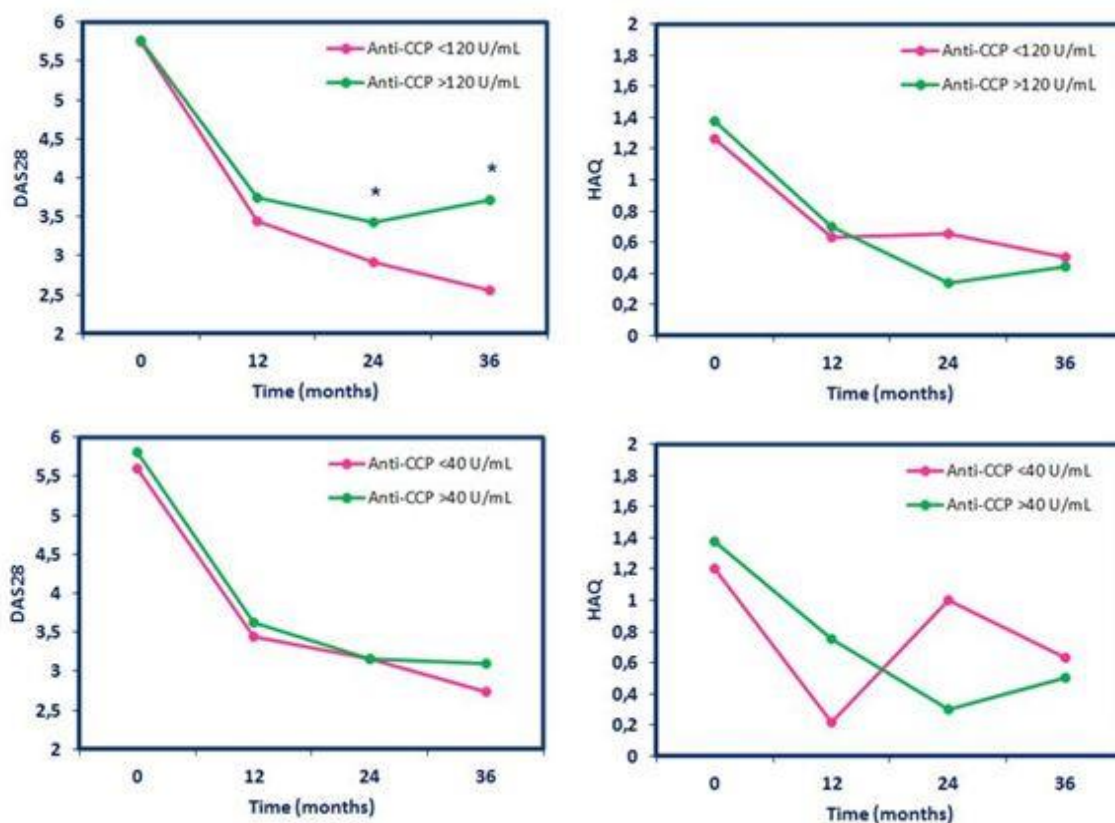 6
5,5
5
4,5
4
3,5
3
2,5
2
DAS28
Anti-CCP <120 U/mL
Anti-CCP >120 U/mL
*
*
0 12 24 36
Time (months)
2
1,8
1,6
1,4
1,2
1
0,8
0,6
0,4
0,2
0
HAQ
Anti-CCP <120 U/mL
Anti-CCP >120 U/mL
0 12 24 36
Time (months)
6
5,5
5
4,5
4
3,5
3
2,5
2
DAS28
Anti-CCP <40 U/mL
Anti-CCP >40 U/mL
0 12 24 36
Time (months)
2
1,8
1,6
1,4
1,2
1
0,8
0,6
0,4
0,2
0
HAQ
Anti-CCP <40 U/mL
Anti-CCP >40 U/mL
0 12 24 36
Time (months)